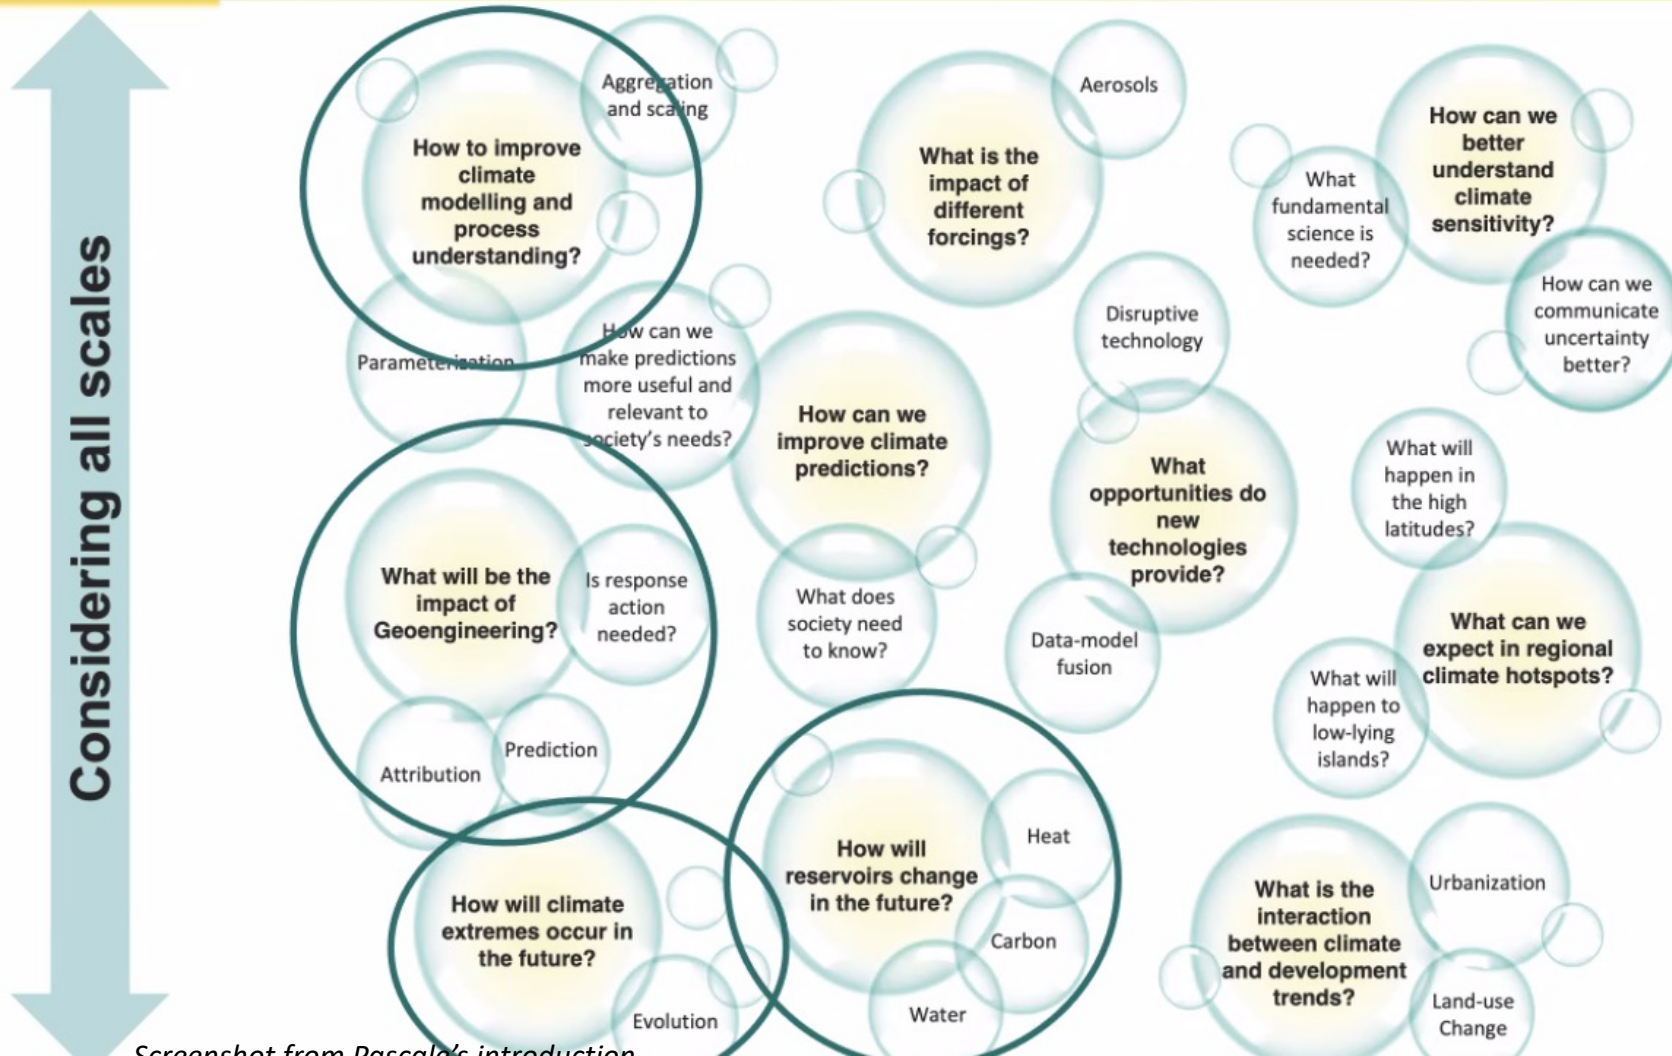 Considering all scales
Aggregation
and scaling
How to improve
climate
modelling and
process
understanding?
Parameterization
How can we
make predictions
more useful and
relevant to
society's needs?
How can we
improve climate
predictions?
What does
society need
to know?
What is the
impact of
different
forcings?
Aerosols
Disruptive
technology
What
opportunities do
new
technologies
provide?
Data-model
fusion
How can we
better
understand
climate
sensitivity?
What
fundamental
science is
needed?
How can we
communicate
uncertainty
better?
What will
happen in
the high
latitudes?
What can we
expect in regional
climate hotspots?
What will
happen to
low-lying
islands?
What will be the
impact of
Geoengineering?
Is response
action
needed?
Attribution
Prediction
How will climate
extremes occur in
the future?
Evolution
How will
reservoirs change
in the future?
Heat
Carbon
Water
What is the
interaction
between climate
and development
trends?
Urbanization
Land-use
Change
Screenshot from Pascale's introduction